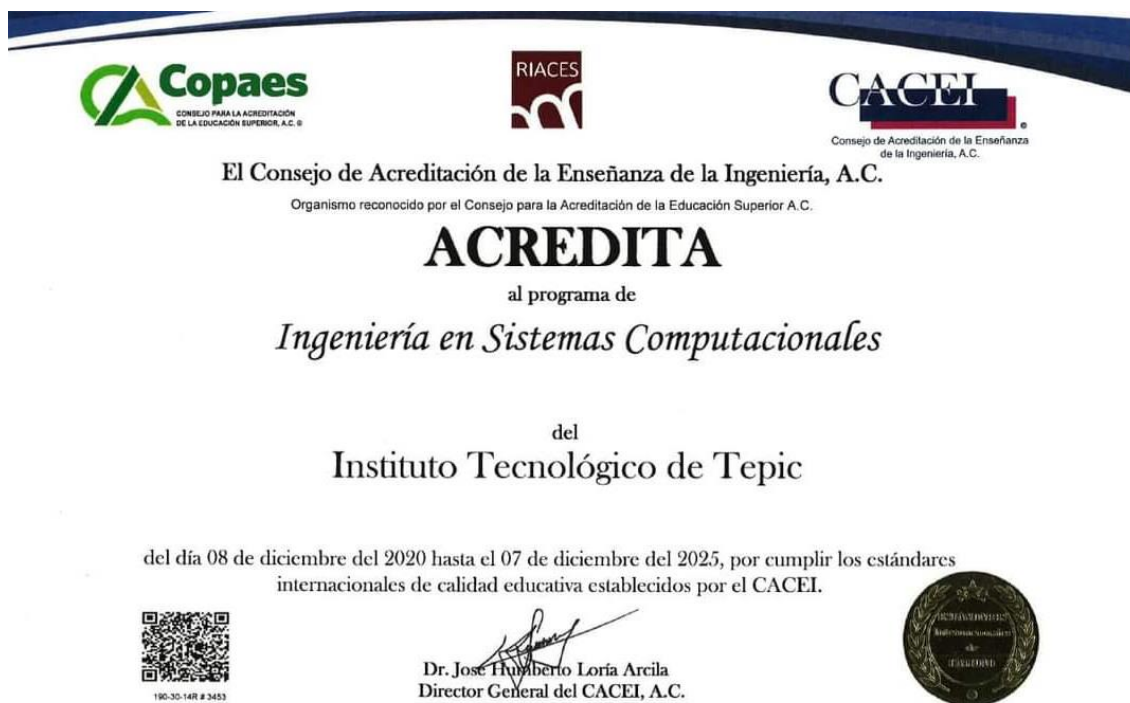 Copaes
CONSEJO PARA LA ACREDITACIÓN
DE LA EDUCACIÓN SUPERIOR, A.C. ®
RIACES
CACEI
®
Consejo de Acreditación de la Enseñanza
de la Ingeniería, A.C.
El Consejo de Acreditación de la Enseñanza de la Ingeniería, A.C.
Organismo reconocido por el Consejo para la Acreditación de la Educación Superior A.C.
ACREDITA
al programa de
Ingeniería en Sistemas Computacionales
del
Instituto Tecnológico de Tepic
del día 08 de diciembre del 2020 hasta el 07 de diciembre del 2025, por cumplir los estándares
internacionales de calidad educativa establecidos por el CACEI.
190-30-14R # 3453
Dr. José Humberto Loría Arcila
Director General del CACEI, A.C.
ESTÁNDARES
Internacionales
de